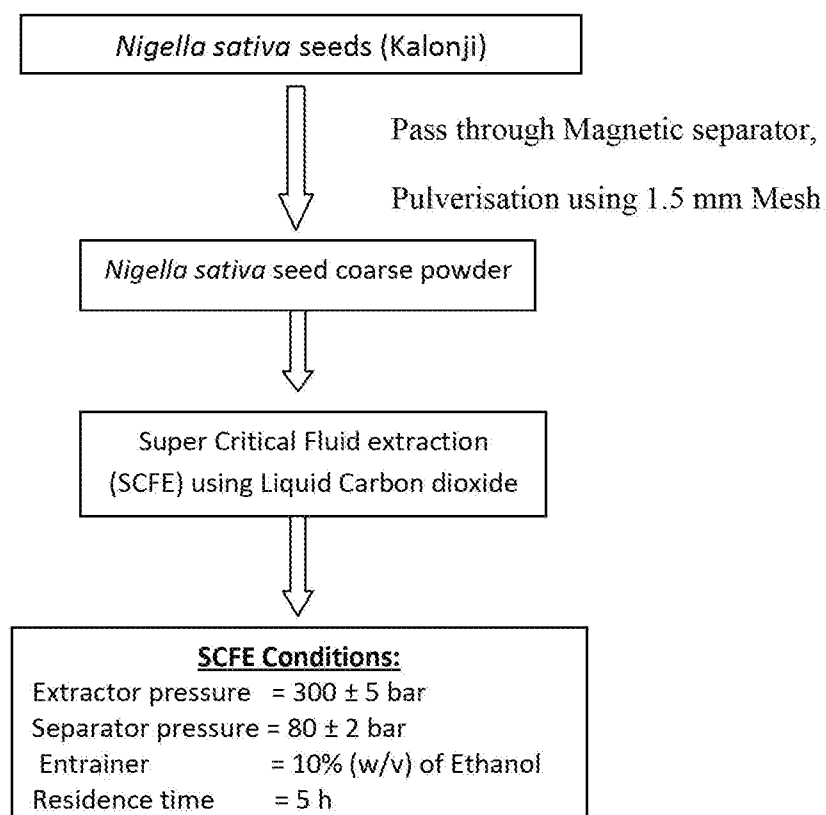 Nigella sativa seeds (Kalonji)
Pass through Magnetic separator,
Pulverisation using 1.5 mm Mesh
Nigella sativa seed coarse powder
Super Critical Fluid extraction
(SCFE) using Liquid Carbon dioxide
SCFE Conditions:
Extractor pressure = 300 ± 5 bar
Separator pressure = 80 ± 2 bar
Entrainer = 10% (w/v) of Ethanol
Residence time = 5 h